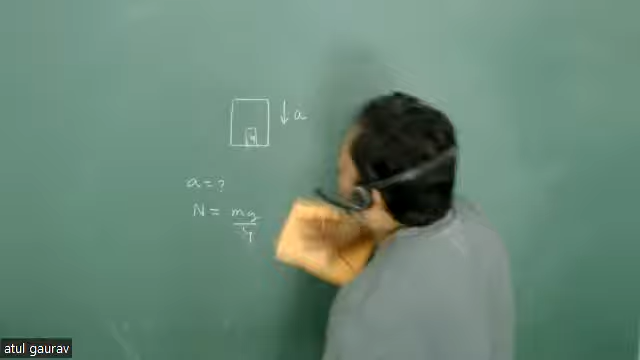 ↓ a
a = ?
N = mg/4
atul gaurav